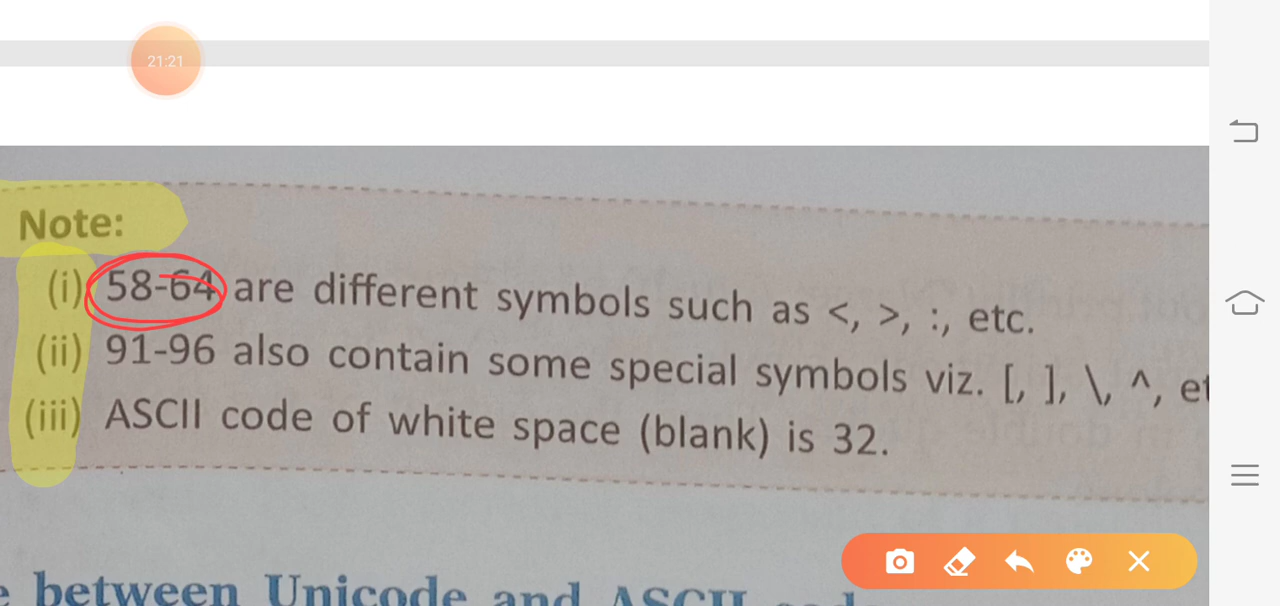 21:21
Note:
(i) 58-64 are different symbols such as <, >, :, etc.
(ii) 91-96 also contain some special symbols viz. [, ], \, ^,
(iii) ASCII code of white space (blank) is 32.
between Unicode and ASCII